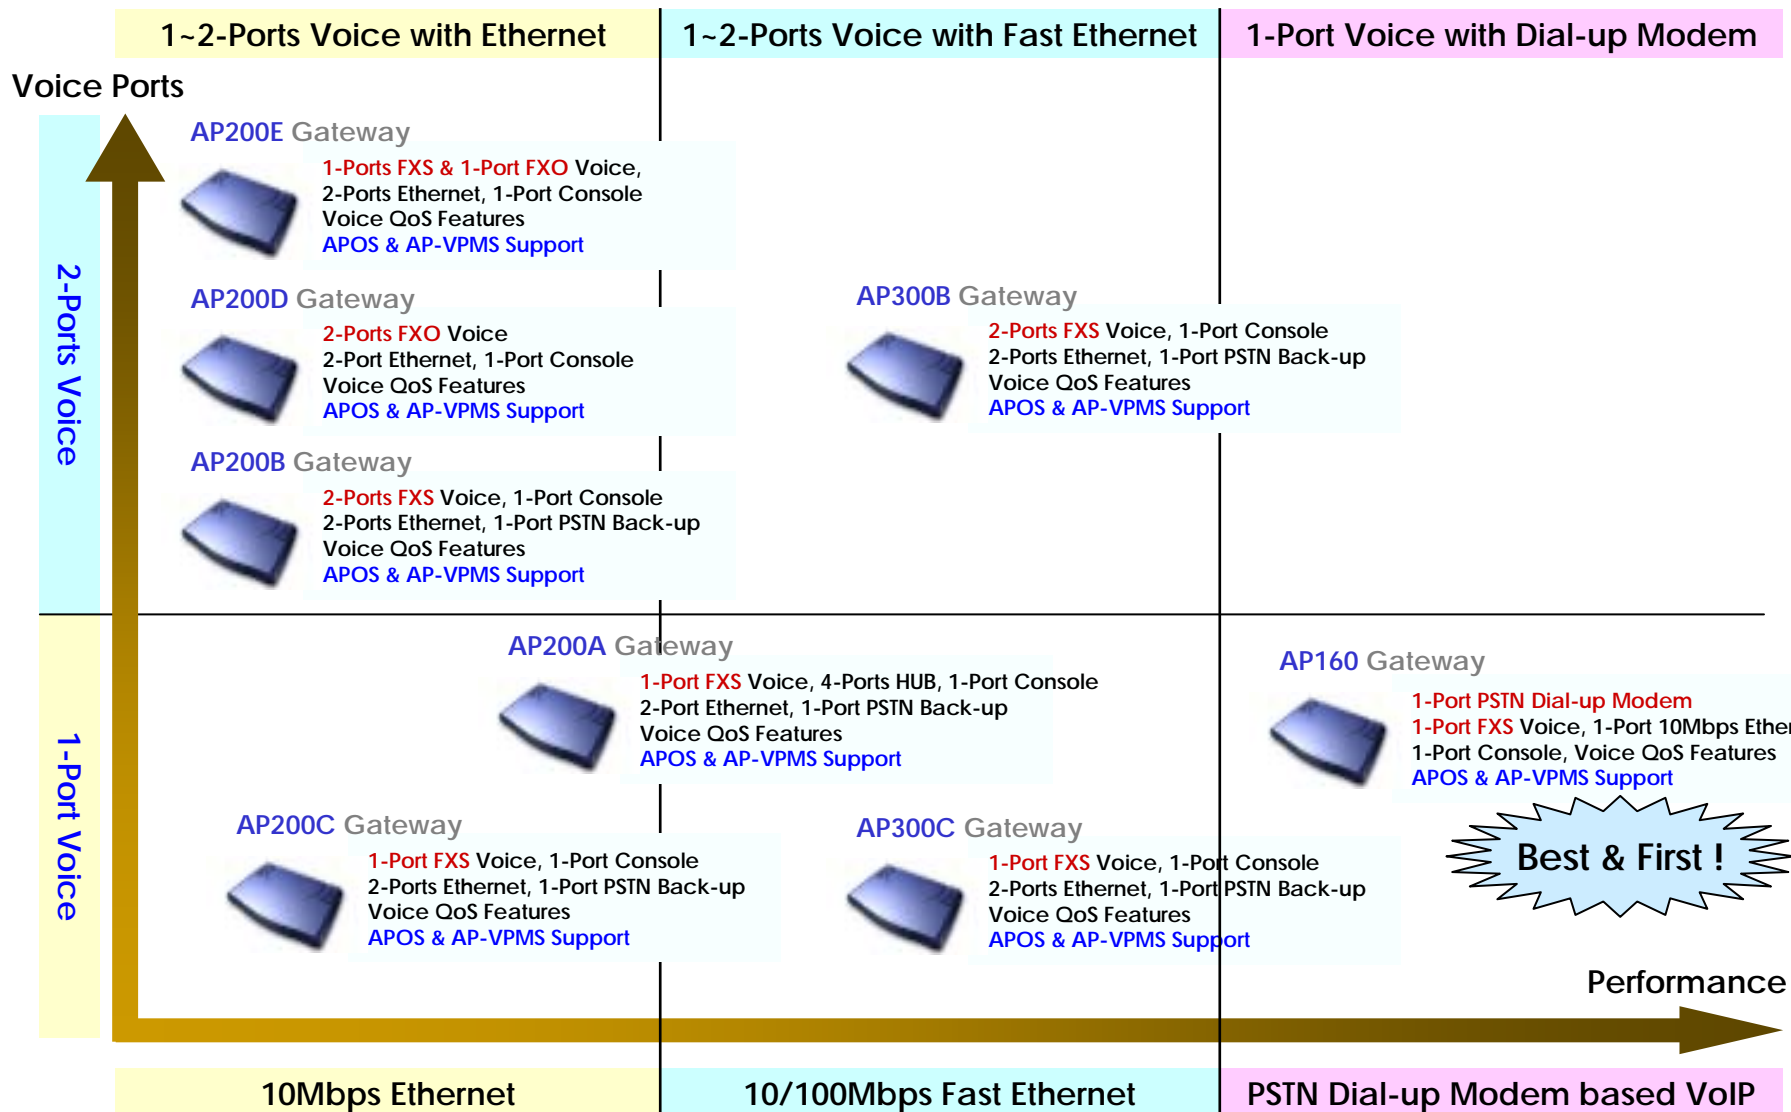 1~2-Ports Voice with Ethernet
1~2-Ports Voice with Fast Ethernet
1-Port Voice with Dial-up Modem
Voice Ports
2-Ports Voice
AP200E Gateway
1-Ports FXS & 1-Port FXO Voice,
2-Ports Ethernet, 1-Port Console
Voice QoS Features
APOS & AP-VPMS Support
AP200D Gateway
2-Ports FXO Voice
2-Port Ethernet, 1-Port Console
Voice QoS Features
APOS & AP-VPMS Support
AP300B Gateway
2-Ports FXS Voice, 1-Port Console
2-Ports Ethernet, 1-Port PSTN Back-up
Voice QoS Features
APOS & AP-VPMS Support
AP200B Gateway
2-Ports FXS Voice, 1-Port Console
2-Ports Ethernet, 1-Port PSTN Back-up
Voice QoS Features
APOS & AP-VPMS Support
1-Port Voice
AP200A Gateway
1-Port FXS Voice, 4-Ports HUB, 1-Port Console
2-Port Ethernet, 1-Port PSTN Back-up
Voice QoS Features
APOS & AP-VPMS Support
AP160 Gateway
1-Port PSTN Dial-up Modem
1-Port FXS Voice, 1-Port 10Mbps Ether
1-Port Console, Voice QoS Features
APOS & AP-VPMS Support
AP200C Gateway
1-Port FXS Voice, 1-Port Console
2-Ports Ethernet, 1-Port PSTN Back-up
Voice QoS Features
APOS & AP-VPMS Support
AP300C Gateway
1-Port FXS Voice, 1-Port Console
2-Ports Ethernet, 1-Port PSTN Back-up
Voice QoS Features
APOS & AP-VPMS Support
Best & First !
Performance
10Mbps Ethernet
10/100Mbps Fast Ethernet
PSTN Dial-up Modem based VoIP